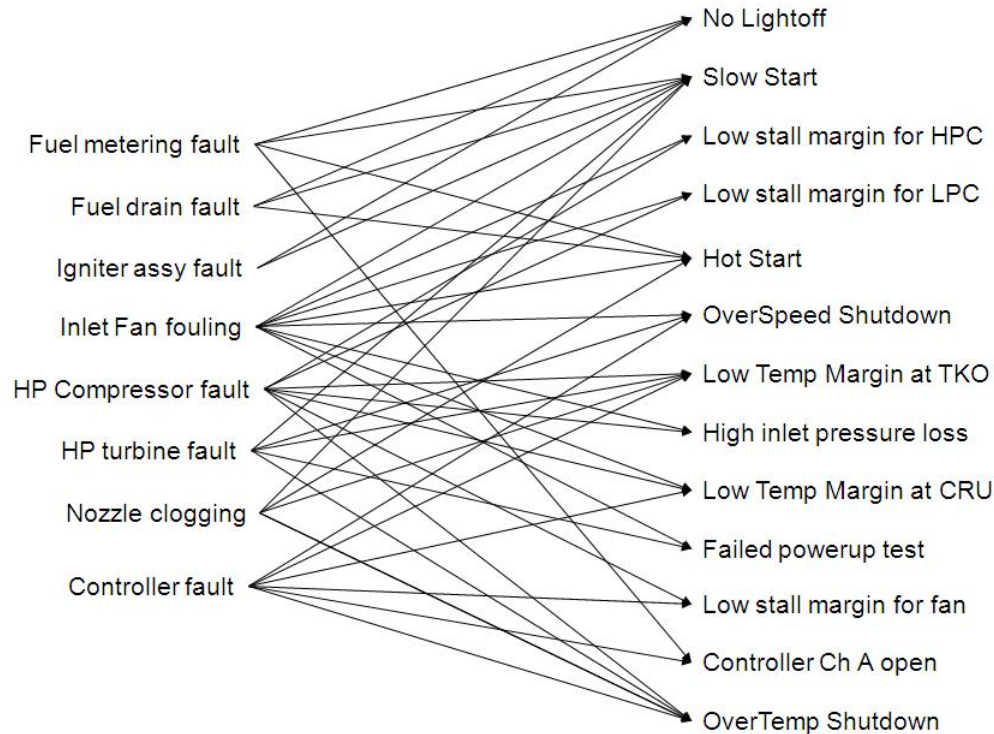 Fuel metering fault
Fuel drain fault
Igniter assy fault
Inlet Fan fouling
HP Compressor fault
HP turbine fault
Nozzle clogging
Controller fault
No Lightoff
Slow Start
Low stall margin for HPC
Low stall margin for LPC
Hot Start
OverSpeed Shutdown
Low Temp Margin at TKO
High inlet pressure loss
Low Temp Margin at CRU
Failed powerup test
Low stall margin for fan
Controller Ch A open
OverTemp Shutdown